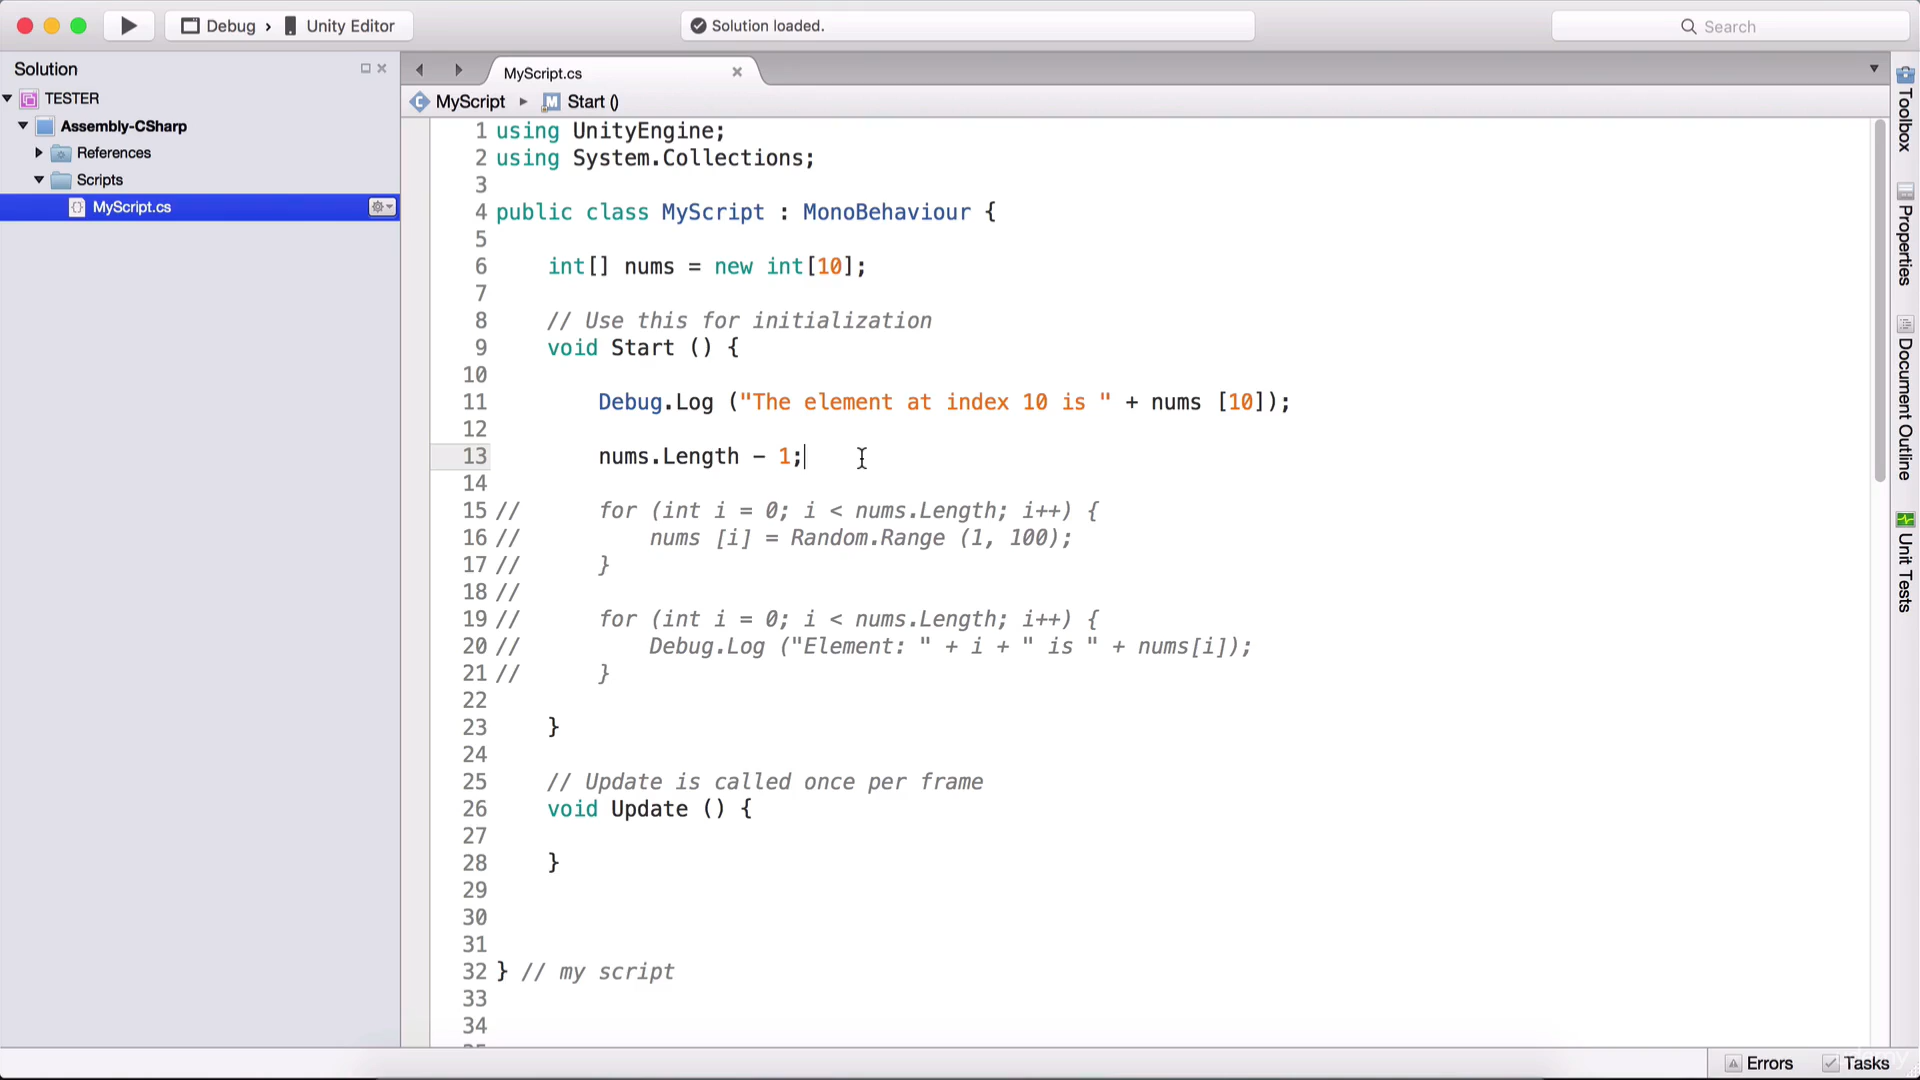 Debug › Unity Editor
Solution loaded.
Search
Solution
TESTER
Assembly-CSharp
References
Scripts
MyScript.cs
MyScript.cs
MyScript ▸ Start ()
1 using UnityEngine;
2 using System.Collections;
3
4 public class MyScript : MonoBehaviour {
5
6 int[] nums = new int[10];
7
8 // Use this for initialization
9 void Start () {
10
11 Debug.Log ("The element at index 10 is " + nums [10]);
12
13 nums.Length - 1;
14
15 // for (int i = 0; i < nums.Length; i++) {
16 // nums [i] = Random.Range (1, 100);
17 // }
18 //
19 // for (int i = 0; i < nums.Length; i++) {
20 // Debug.Log ("Element: " + i + " is " + nums[i]);
21 // }
22
23 }
24
25 // Update is called once per frame
26 void Update () {
27
28 }
29
30
31
32 } // my script
33
34
Toolbox
Properties
Document Outline
Unit Tests
Errors
Tasks